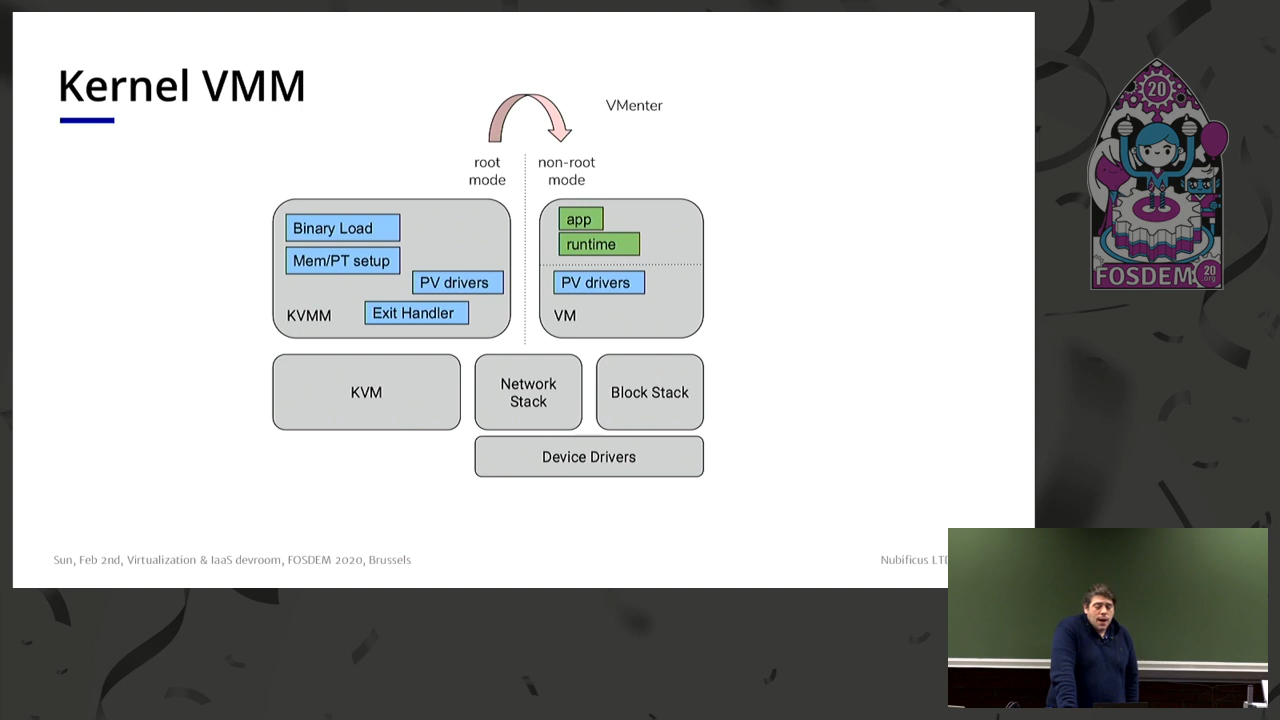 Kernel VMM
VMenter
root
mode
non-root
mode
Binary Load
Mem/PT setup
PV drivers
Exit Handler
KVMM
app
runtime
PV drivers
VM
KVM
Network
Stack
Block Stack
Device Drivers
Sun, Feb 2nd, Virtualization & IaaS devroom, FOSDEM 2020, Brussels
Nubificus
20
FOSDEM
20
.org